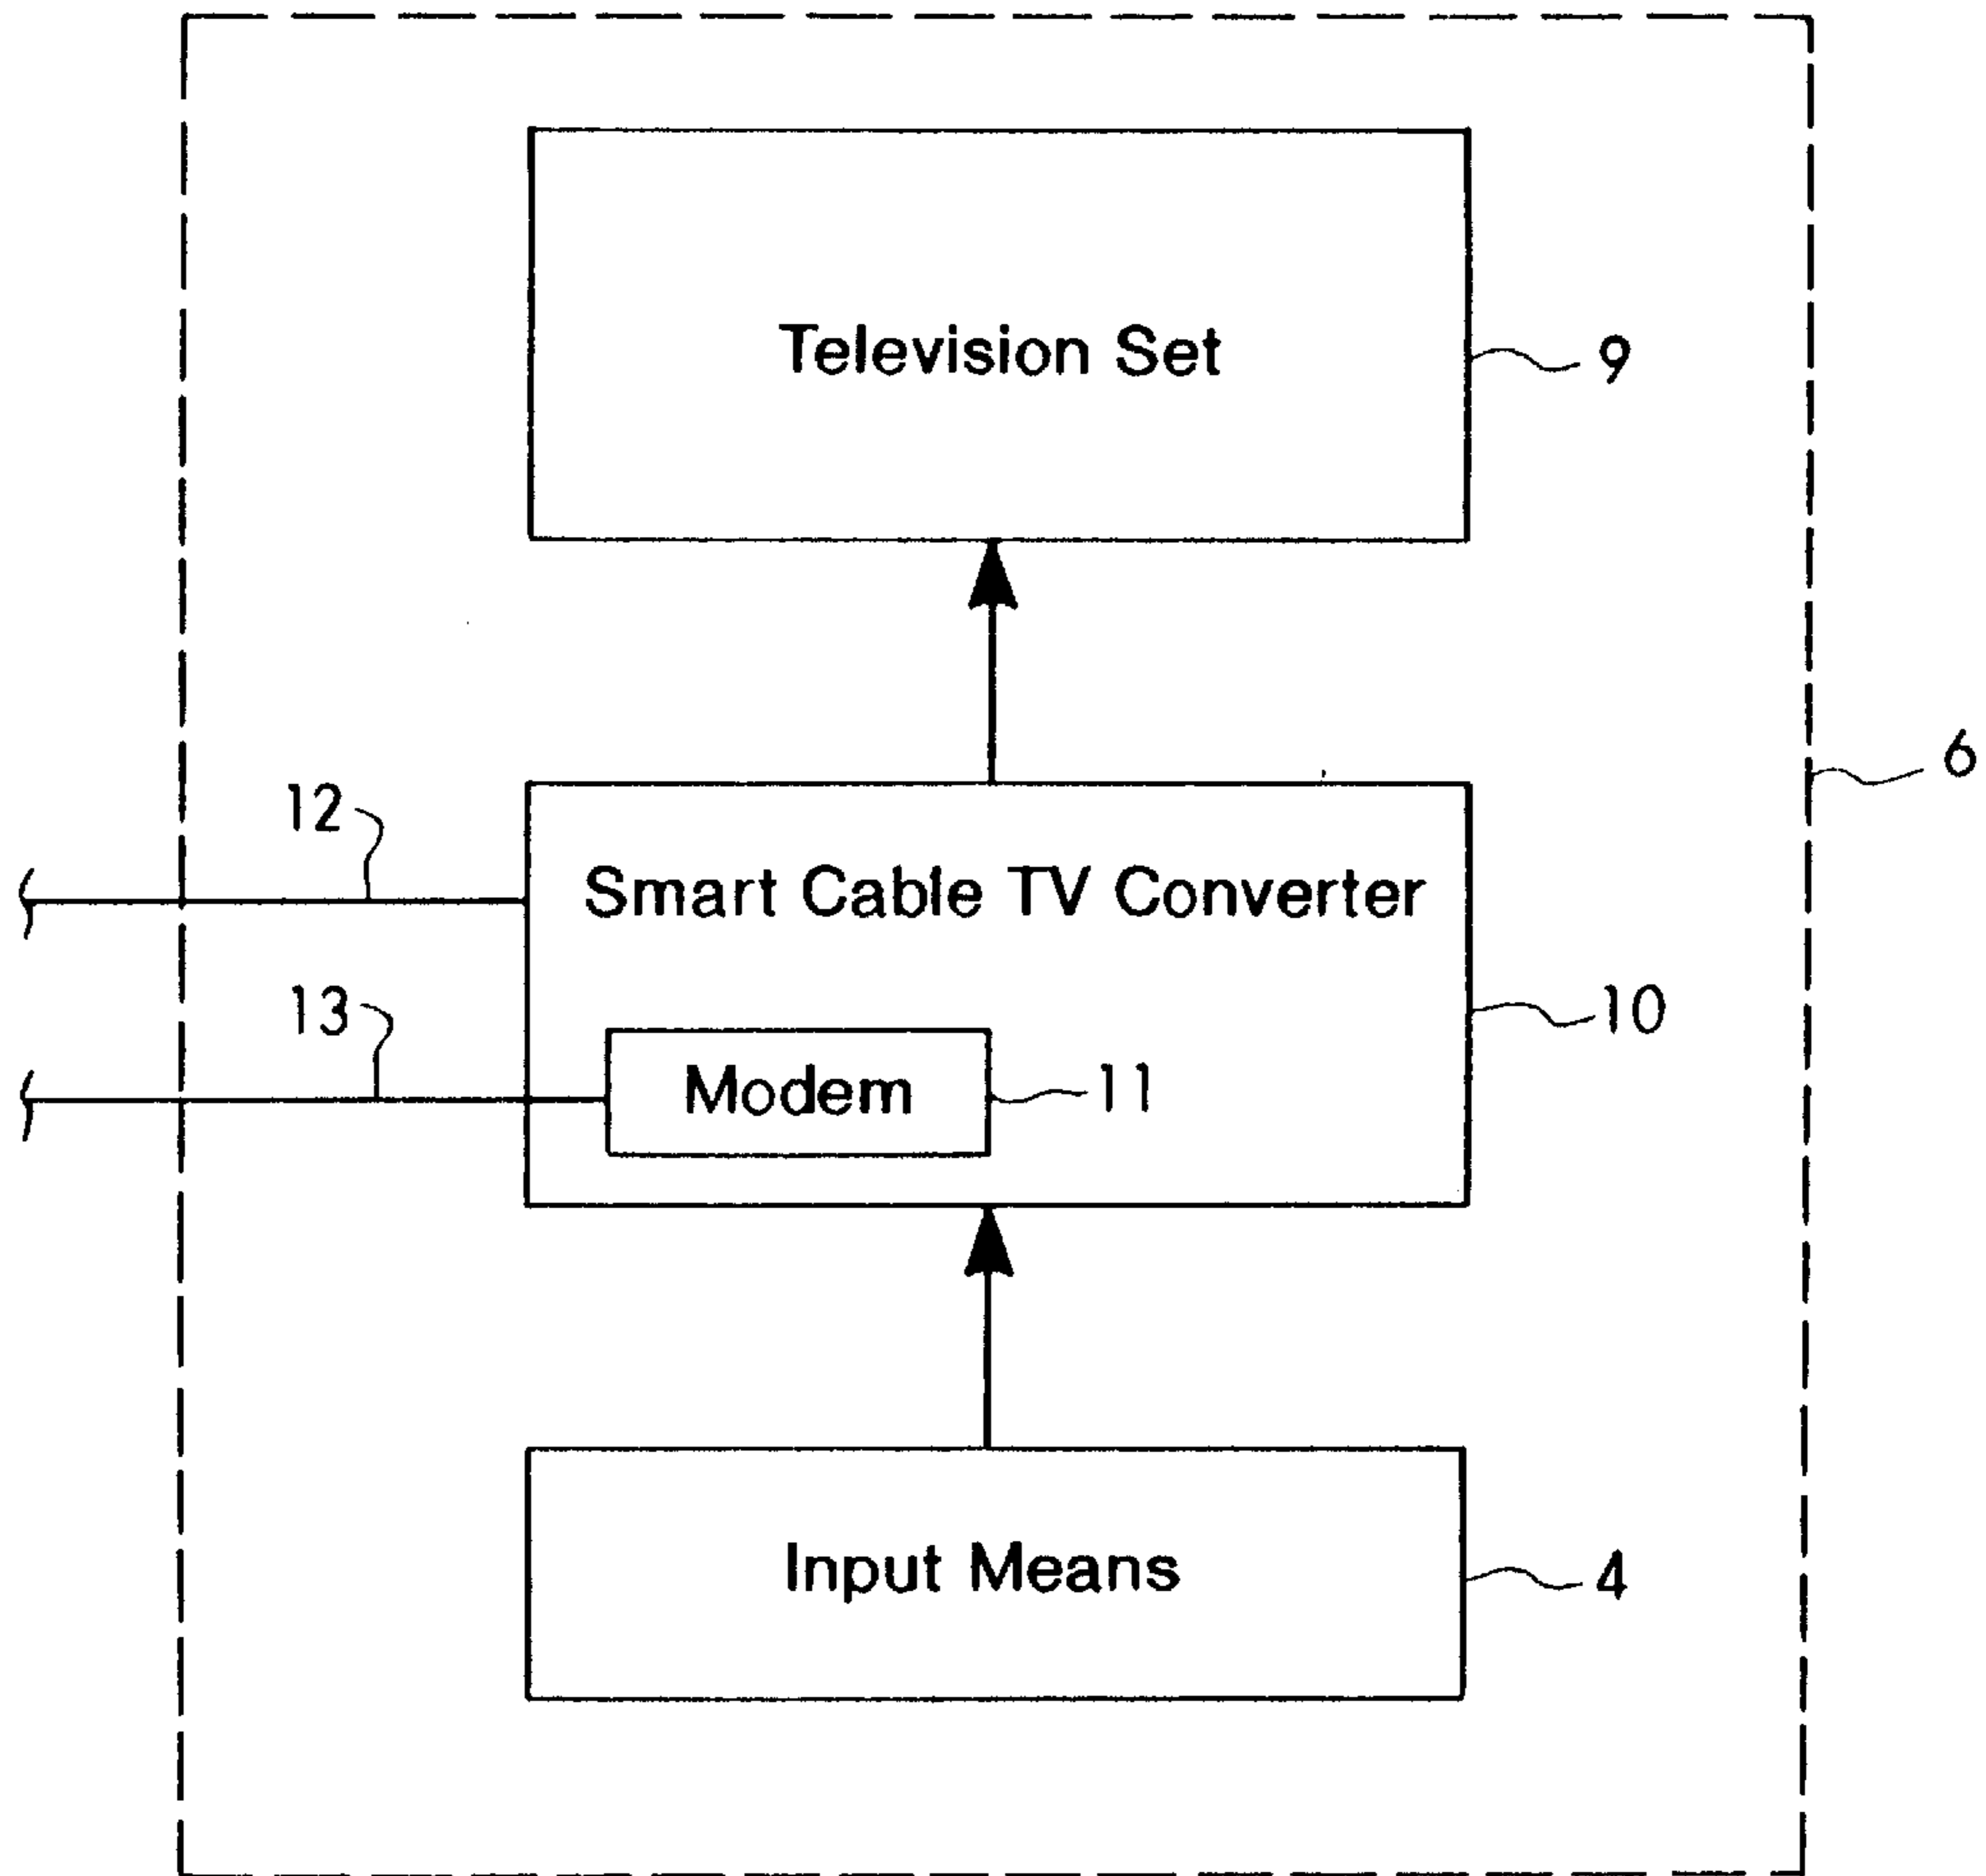 Television Set
9
6
12
Smart Cable TV Converter
13
10
Modem
11
Input Means
4